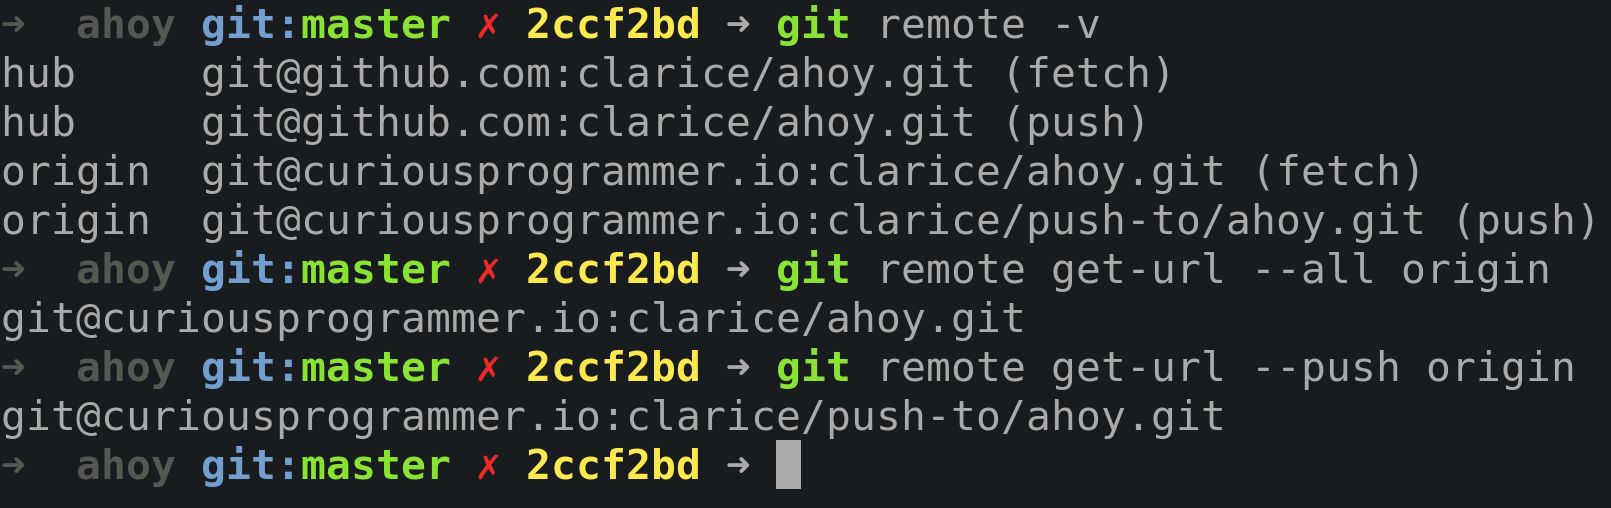 ➜  ahoy git:master ✗ 2ccf2bd ➜ git remote -v
hub     git@github.com:clarice/ahoy.git (fetch)
hub     git@github.com:clarice/ahoy.git (push)
origin  git@curiousprogrammer.io:clarice/ahoy.git (fetch)
origin  git@curiousprogrammer.io:clarice/push-to/ahoy.git (push)
➜  ahoy git:master ✗ 2ccf2bd ➜ git remote get-url --all origin
git@curiousprogrammer.io:clarice/ahoy.git
➜  ahoy git:master ✗ 2ccf2bd ➜ git remote get-url --push origin
git@curiousprogrammer.io:clarice/push-to/ahoy.git
➜  ahoy git:master ✗ 2ccf2bd ➜